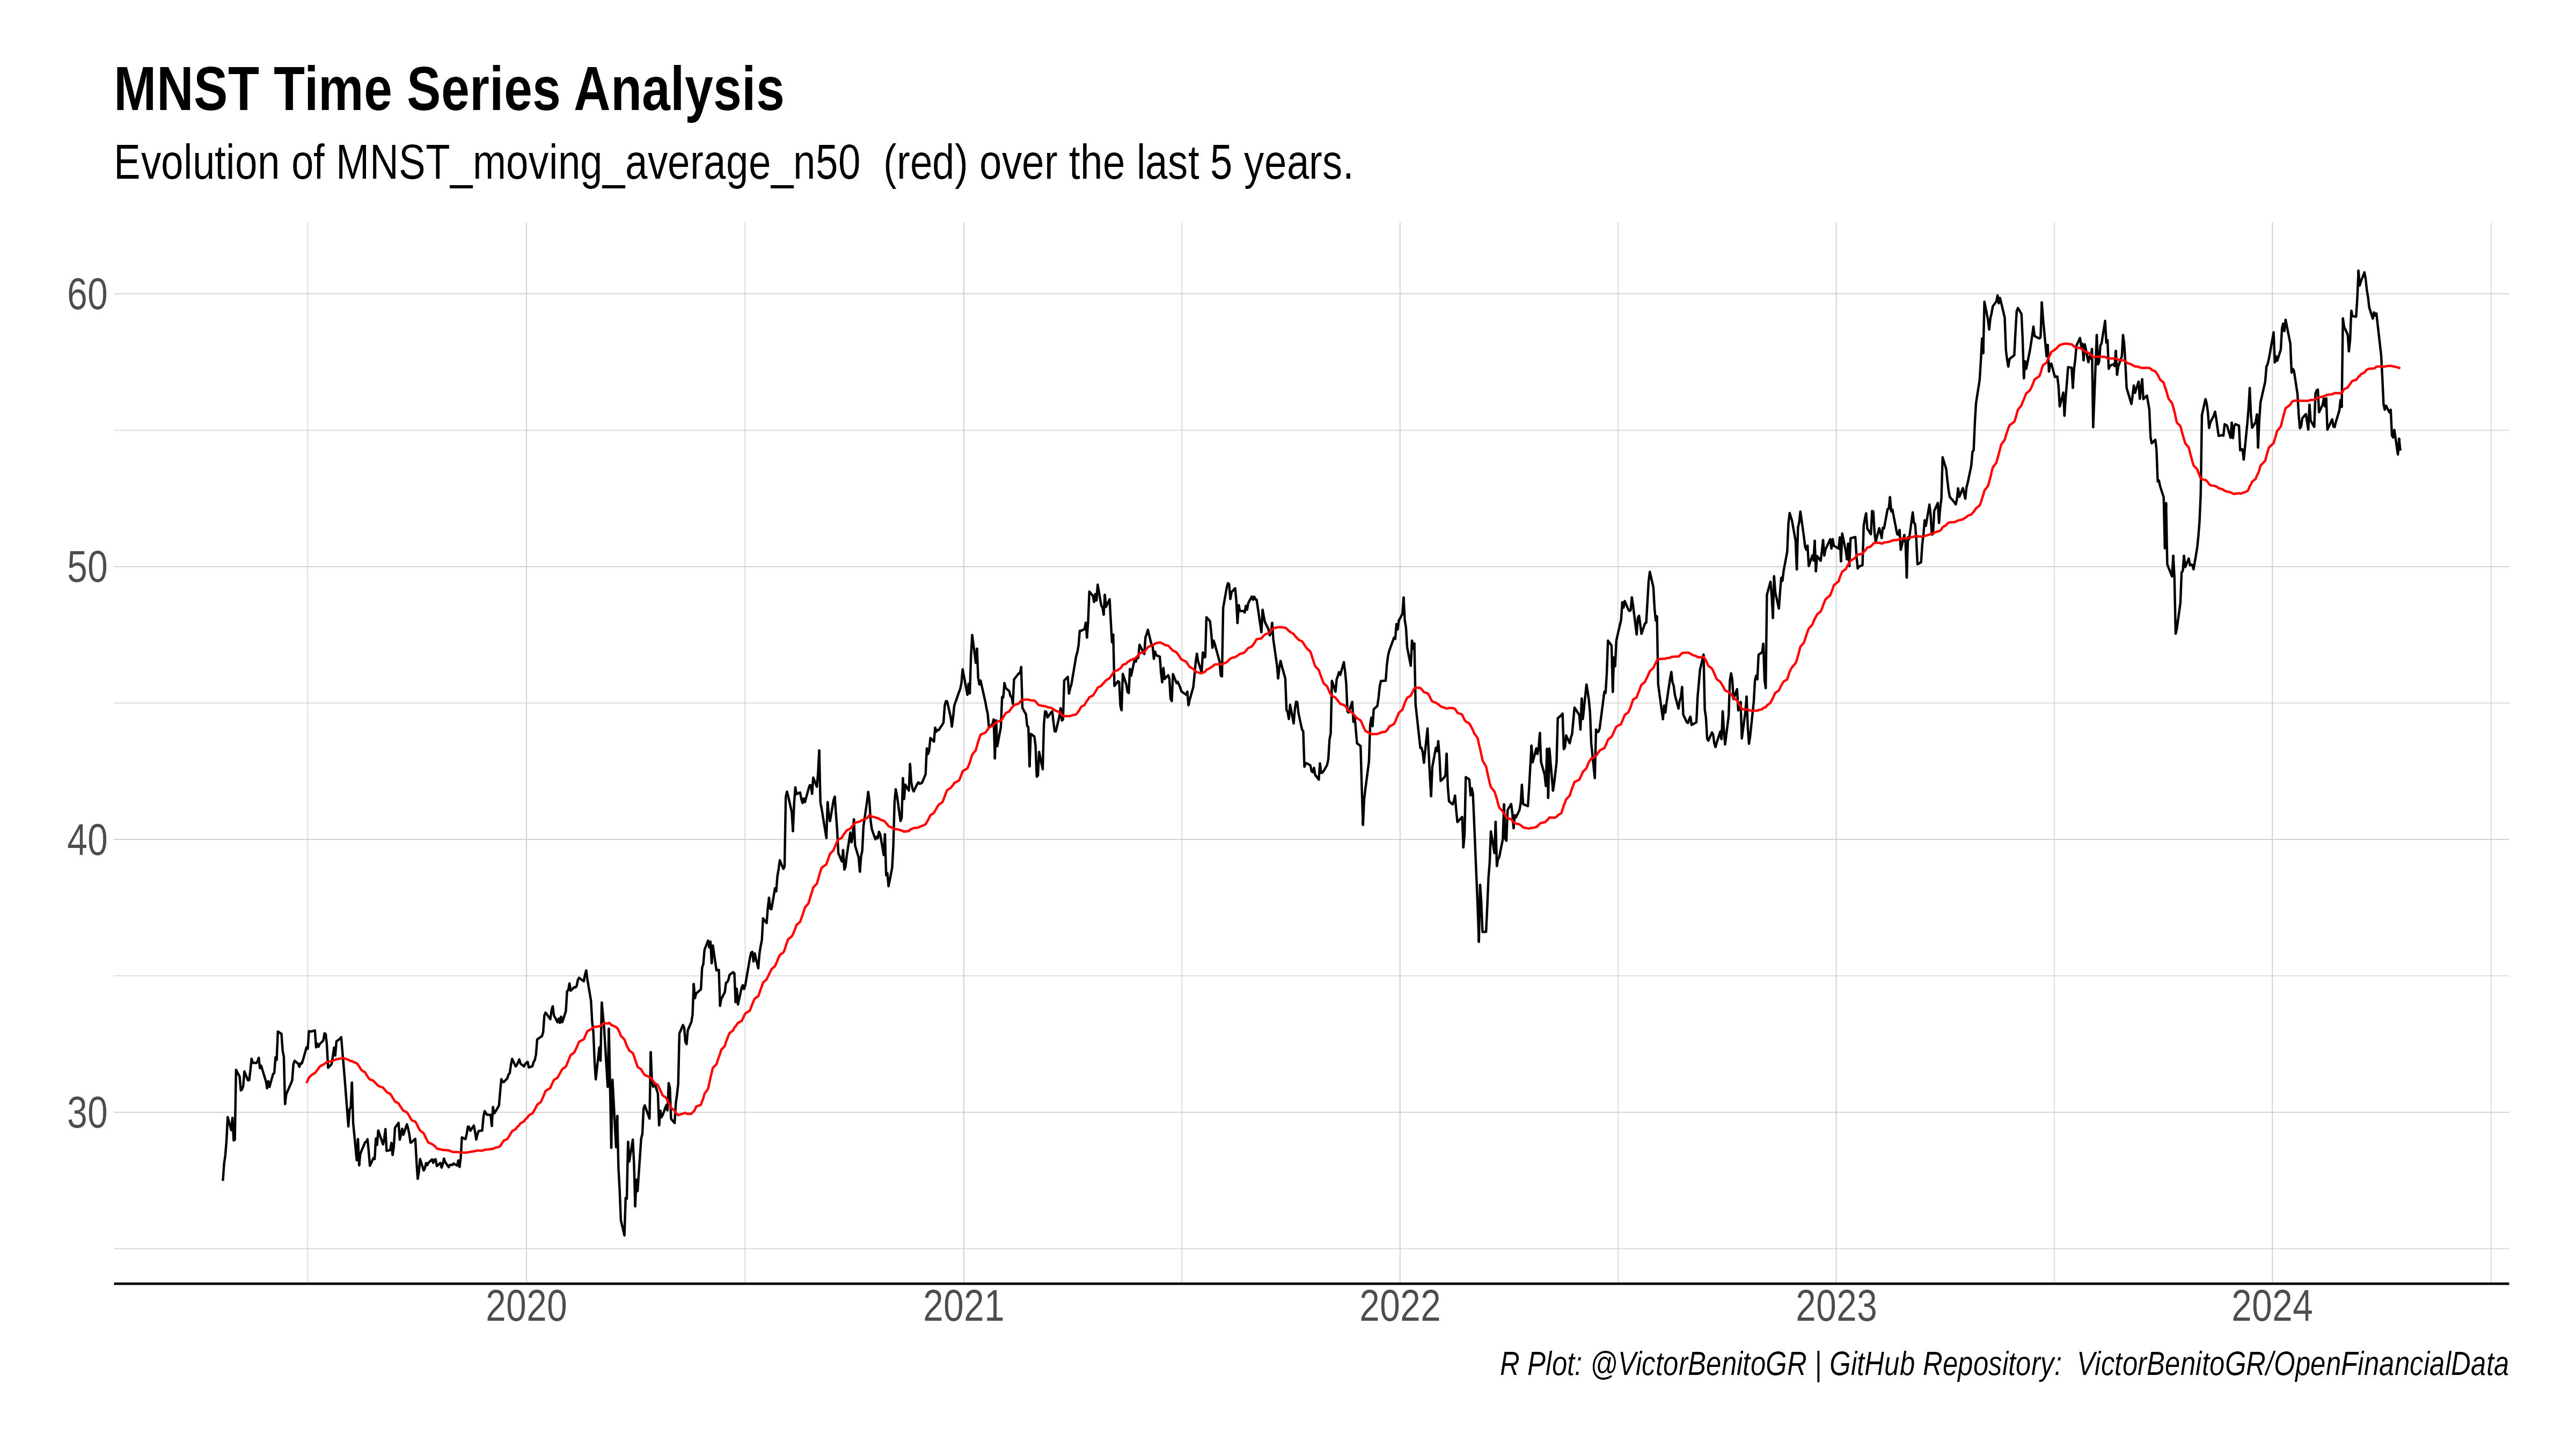 MNST Time Series Analysis
Evolution of MNST_moving_average_n50  (red) over the last 5 years.
60
50
40
30
2020 2021 2022 2023 2024
R Plot: @VictorBenitoGR | GitHub Repository:  VictorBenitoGR/OpenFinancialData